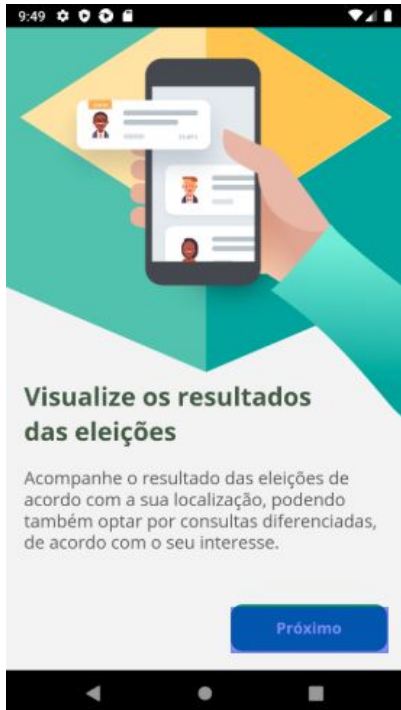 9:49
Visualize os resultados
das eleições
Acompanhe o resultado das eleições de
acordo com a sua localização, podendo
também optar por consultas diferenciadas,
de acordo com o seu interesse.
Próximo